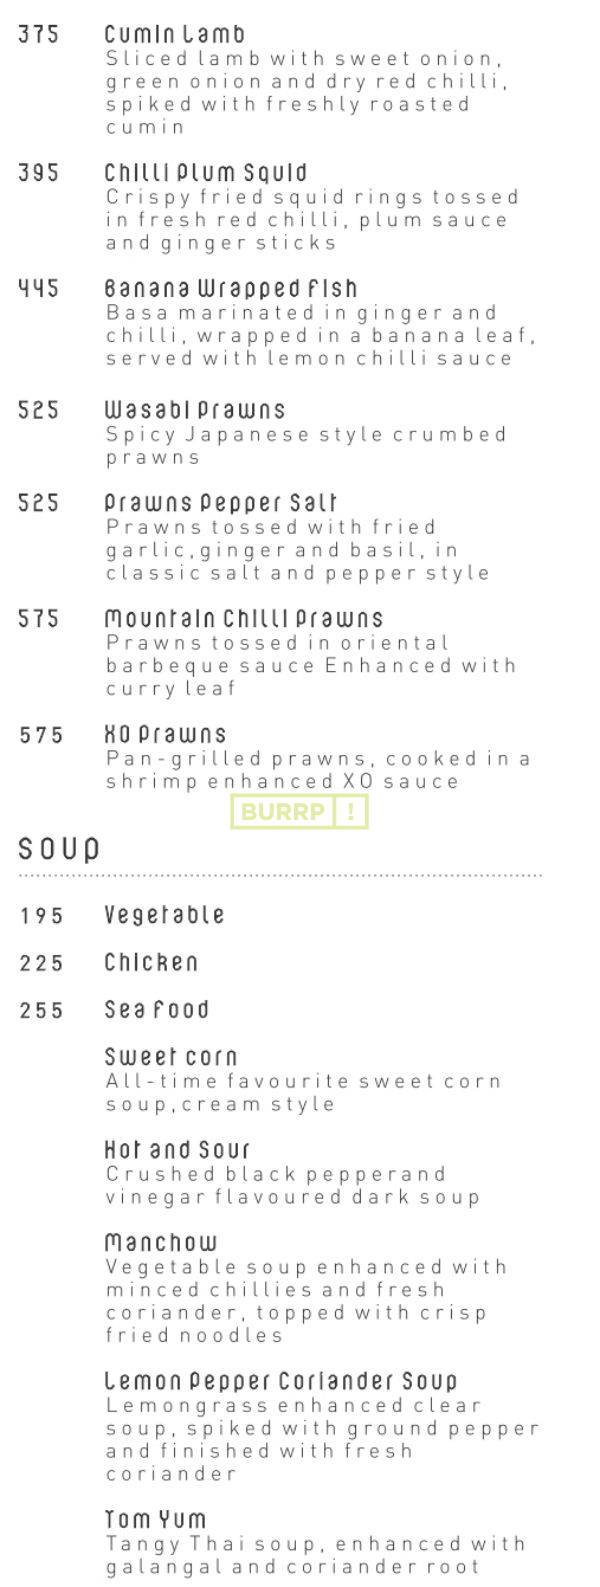 375 Cumin Lamb
Sliced lamb with sweet onion,
green onion and dry red chilli,
spiked with freshly roasted
cumin
395 Chilli Plum Squid
Crispy fried squid rings tossed
in fresh red chilli, plum sauce
and ginger sticks
445 Banana Wrapped Fish
Basa marinated in ginger and
chilli, wrapped in a banana leaf,
served with lemon chilli sauce
525 Wasabi Prawns
Spicy Japanese style crumbed
prawns
525 Prawns Pepper Salt
Prawns tossed with fried
garlic,ginger and basil, in
classic salt and pepper style
575 Mountain Chilli Prawns
Prawns tossed in oriental
barbeque sauce Enhanced with
curry leaf
575 XO Prawns
Pan-grilled prawns, cooked in a
shrimp enhanced XO sauce
BURRP !
SOUP
195 Vegetable
225 Chicken
255 Sea Food
Sweet corn
All-time favourite sweet corn
soup,cream style
Hot and Sour
Crushed black pepperand
vinegar flavoured dark soup
Manchow
Vegetable soup enhanced with
minced chillies and fresh
coriander, topped with crisp
fried noodles
Lemon Pepper Coriander Soup
Lemongrass enhanced clear
soup, spiked with ground pepper
and finished with fresh
coriander
Tom Yum
Tangy Thai soup, enhanced with
galangal and coriander root